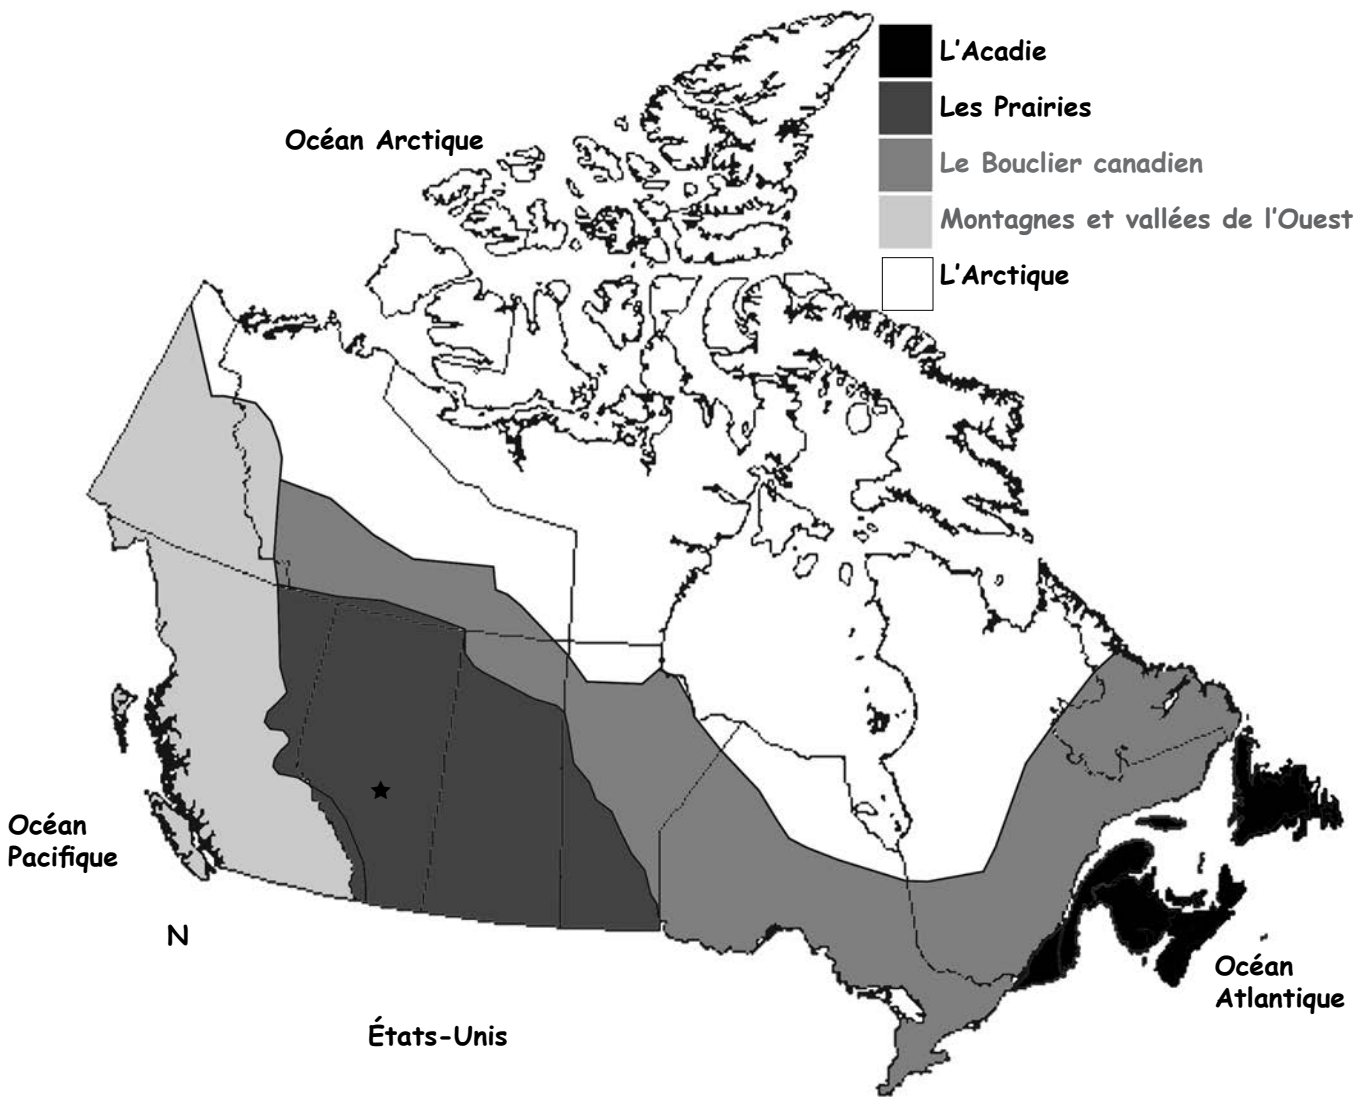 L'Acadie
Les Prairies
Océan Arctique
Le Bouclier canadien
Montagnes et vallées de l'Ouest
L'Arctique
Océan
Pacifique
N
Océan
Atlantique
États-Unis